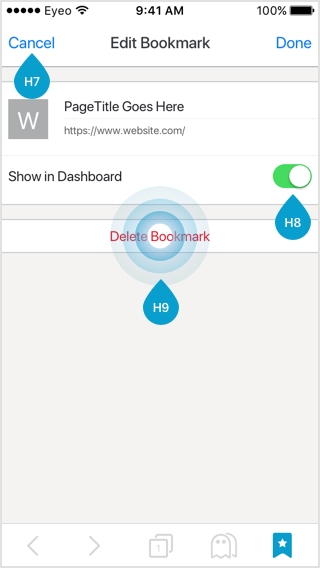 Eyeo 9:41 AM 100%
Cancel Edit Bookmark Done
H7
W
PageTitle Goes Here
https://www.website.com/
Show in Dashboard
H8
Delete Bookmark
H9
1